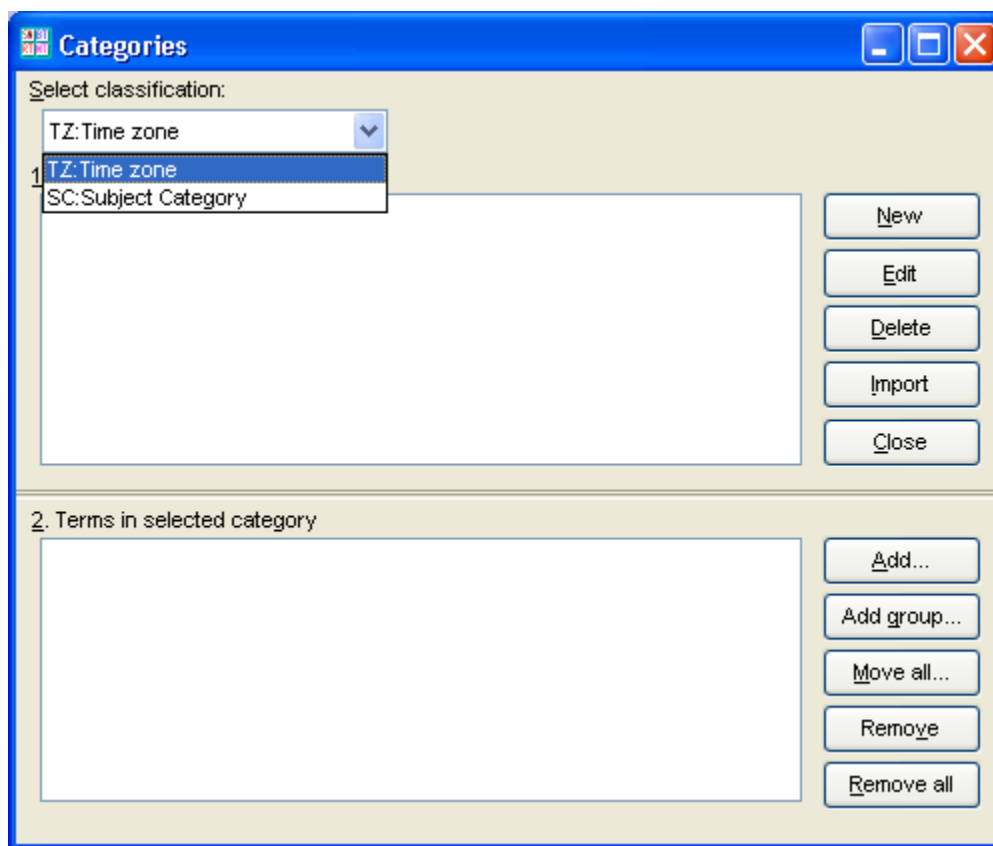 Categories
Select classification:
TZ:Time zone
TZ:Time zone
1
SC:Subject Category
New
Edit
Delete
Import
Close
2. Terms in selected category
Add...
Add group...
Move all...
Remove
Remove all